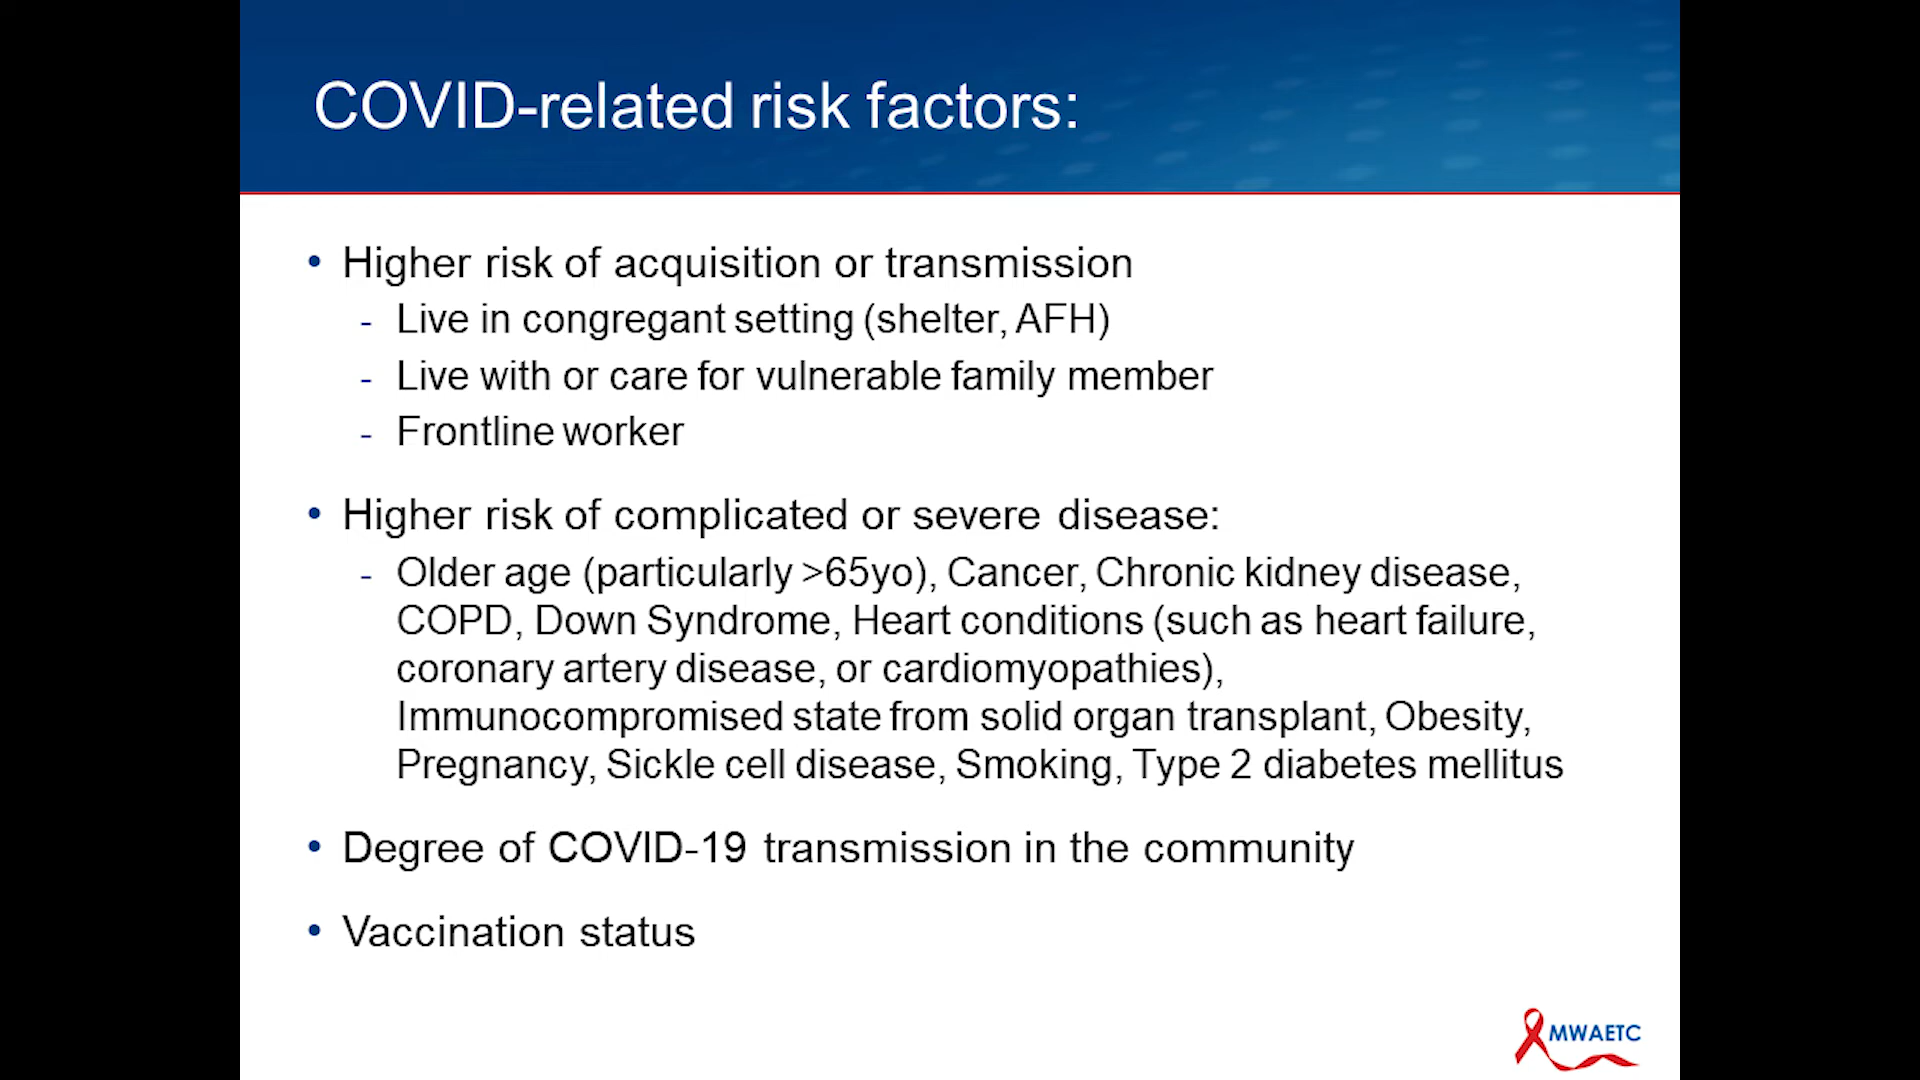 COVID-related risk factors:
• Higher risk of acquisition or transmission
- Live in congregant setting (shelter, AFH)
- Live with or care for vulnerable family member
- Frontline worker
• Higher risk of complicated or severe disease:
- Older age (particularly >65yo), Cancer, Chronic kidney disease,
COPD, Down Syndrome, Heart conditions (such as heart failure,
coronary artery disease, or cardiomyopathies),
Immunocompromised state from solid organ transplant, Obesity,
Pregnancy, Sickle cell disease, Smoking, Type 2 diabetes mellitus
• Degree of COVID-19 transmission in the community
• Vaccination status
MWAETC